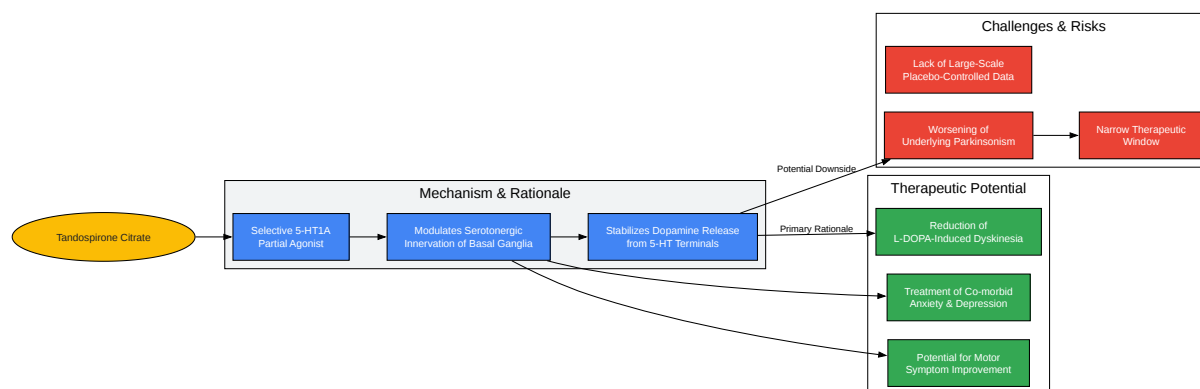 Challenges & Risks
Lack of Large-Scale
Placebo-Controlled Data
Worsening of
Underlying Parkinsonism
Narrow Therapeutic
Window
Potential Downside
Mechanism & Rationale
Therapeutic Potential
Tandospirone Citrate
Selective 5-HT1A
Partial Agonist
Modulates Serotonergic
Innervation of Basal Ganglia
Stabilizes Dopamine Release
from 5-HT Terminals
Primary Rationale
Reduction of
L-DOPA-Induced Dyskinesia
Treatment of Co-morbid
Anxiety & Depression
Potential for Motor
Symptom Improvement